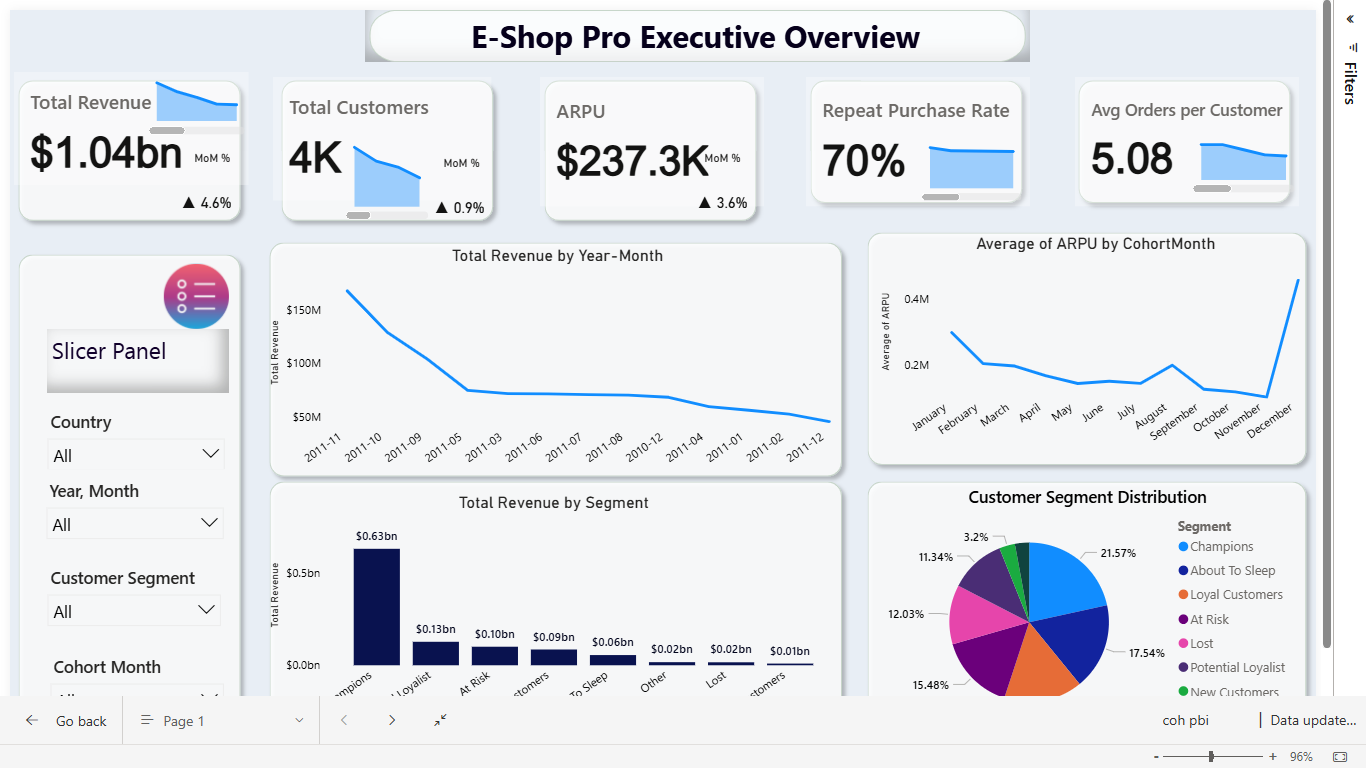 E-Shop Pro Executive Overview
Filters
Total Revenue
$1.04bn
MoM %
▲ 4.6%
Total Customers
4K
MoM %
▲ 0.9%
ARPU
$237.3K
MoM %
▲ 3.6%
Repeat Purchase Rate
70%
Avg Orders per Customer
5.08
Slicer Panel
Country
All
Year, Month
All
Customer Segment
All
Cohort Month
Total Revenue by Year-Month
Total Revenue
$150M
$100M
$50M
2011-11
2011-10
2011-09
2011-05
2011-03
2011-06
2011-07
2011-08
2010-12
2011-04
2011-01
2011-02
2011-12
Average of ARPU by CohortMonth
Average of ARPU
0.4M
0.2M
January
February
March
April
May
June
July
August
September
October
November
December
Total Revenue by Segment
Total Revenue
$0.5bn
$0.0bn
$0.63bn
$0.13bn
$0.10bn
$0.09bn
$0.06bn
$0.02bn
$0.02bn
$0.01bn
mpions
Loyalist
At Risk
stomers
To Sleep
Other
Lost
stomers
Customer Segment Distribution
3.2%
21.57%
11.34%
12.03%
17.54%
15.48%
Segment
Champions
About To Sleep
Loyal Customers
At Risk
Lost
Potential Loyalist
New Customers
Go back
Page 1
coh pbi
Data update...
- + 96%